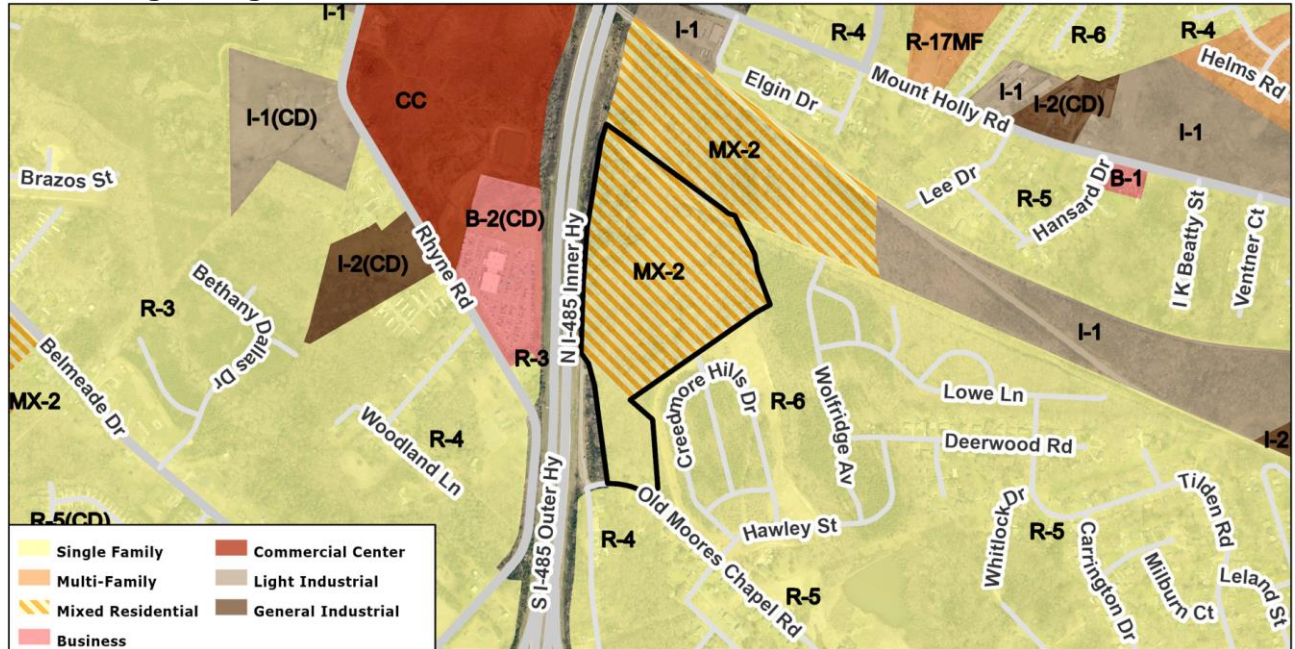 I-1
I-1
R-4
R-17MF
R-6
R-4
Helms Rd
Elgin Dr
Mount Holly Rd
I-1
I-2(CD)
I-1
CC
I-1(CD)
MX-2
Brazos St
Lee Dr
R-5
Hansard Dr
B-1
I K Beatty St
Ventner Ct
B-2(CD)
Rhyne Rd
I-2(CD)
MX-2
N I-485 Inner Hy
Bethany Dallas Dr
R-3
I-1
R-3
Belmeade Dr
MX-2
Creedmore Hills Dr
R-6
Wolfridge Av
Lowe Ln
Woodland Ln
R-4
Deerwood Rd
I-2
S I-485 Outer Hy
Old Moores Chapel Rd
Hawley St
Whitlock Dr
R-5
Tilden Rd
R-5(CD)
R-4
R-5
Carrington Dr
Milburn Ct
Leland St
Single Family
Multi-Family
Mixed Residential
Business
Commercial Center
Light Industrial
General Industrial